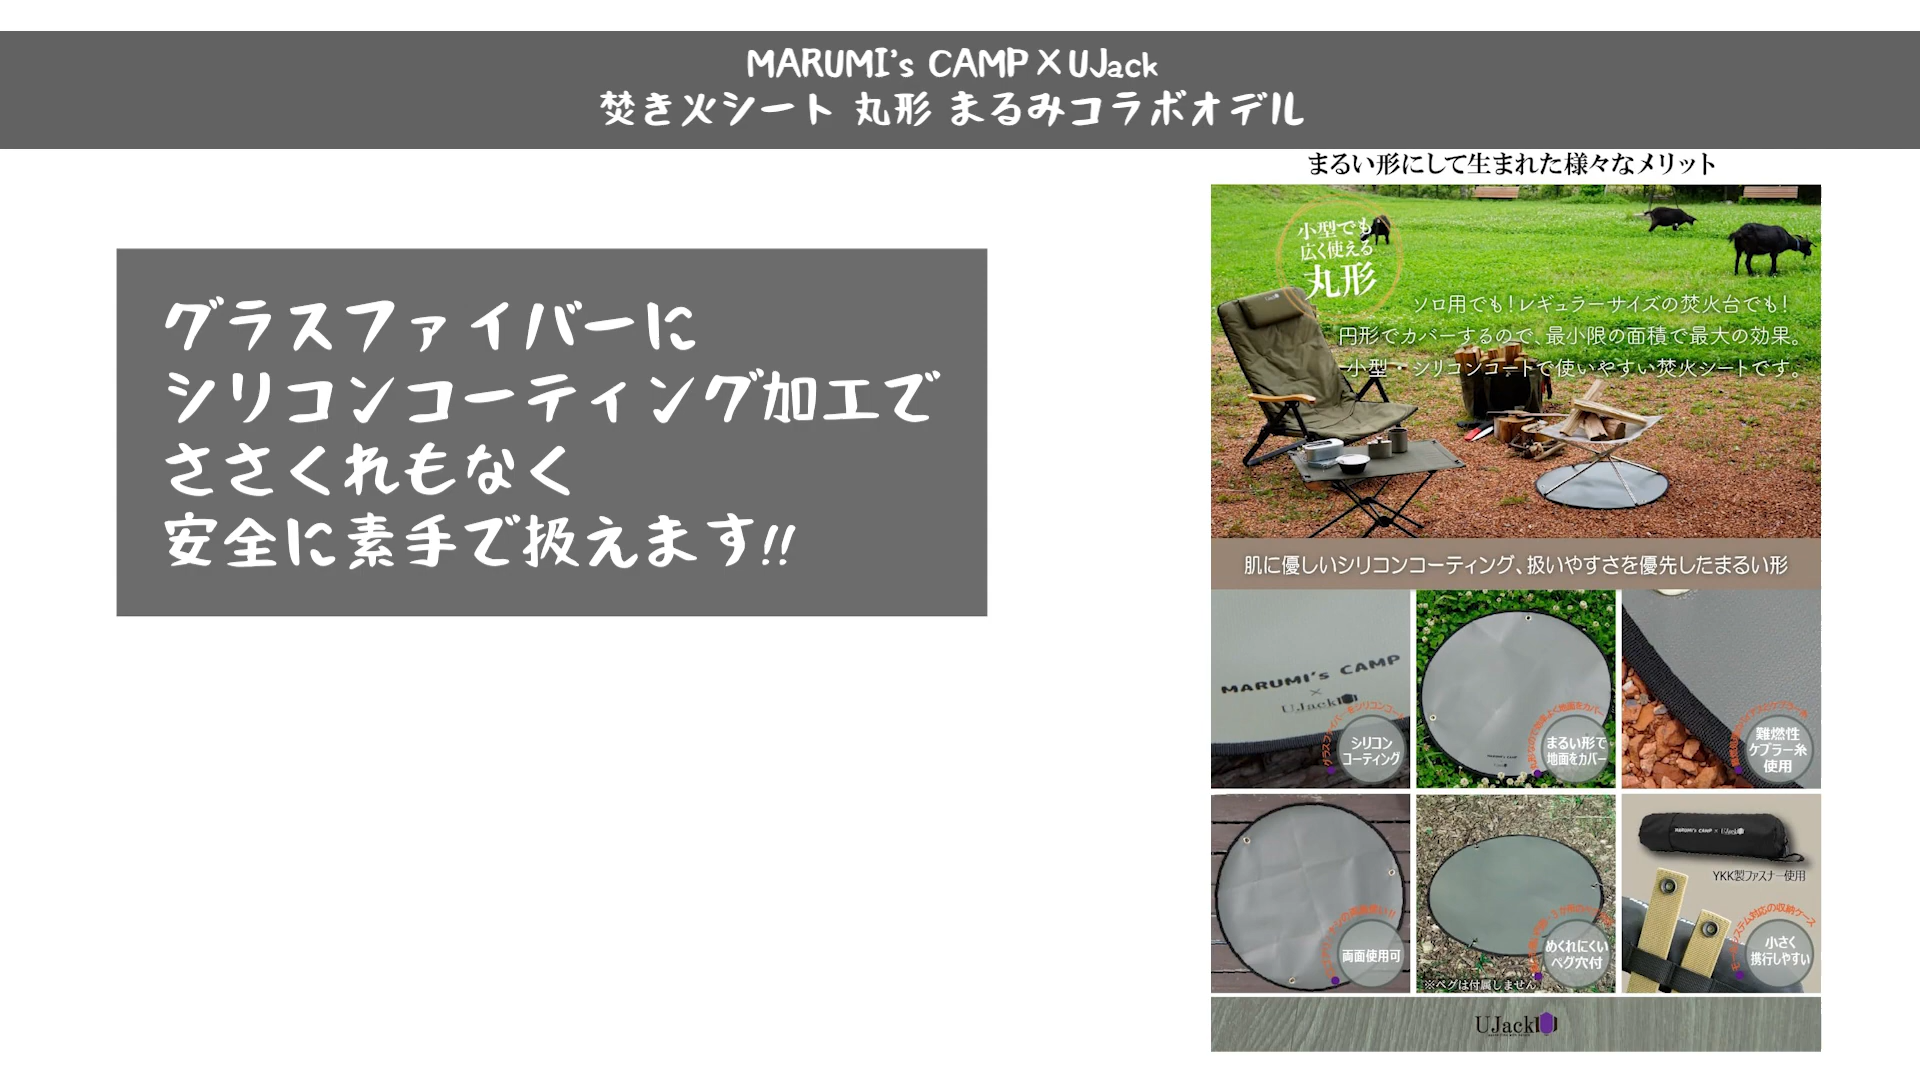 MARUMI's CAMP×UJack
焚き火シート 丸形 まるみコラボオデル
グラスファイバーに
シリコンコーティング加工で
ささくれもなく
安全に素手で扱えます!!
まるい形にして生まれた様々なメリット
小型でも
広く使える
丸形
ソロ用でも!レギュラーサイズの焚火台でも!
円形でカバーするので、最小限の面積で最大の効果。
小型・シリコンコートで使いやすい焚火シートです。
肌に優しいシリコンコーティング、扱いやすさを優先したまるい形
MARUMI's CAMP
×
UJack
シリコン
コーティング
まるい形で
地面をカバー
難燃性
ケブラー糸
使用
両面使用可
めくれにくい
ペグ穴付
※ペグは付属しません
MARUMI's CAMP × UJack
YKK製ファスナー使用
小さく
携行しやすい
UJack